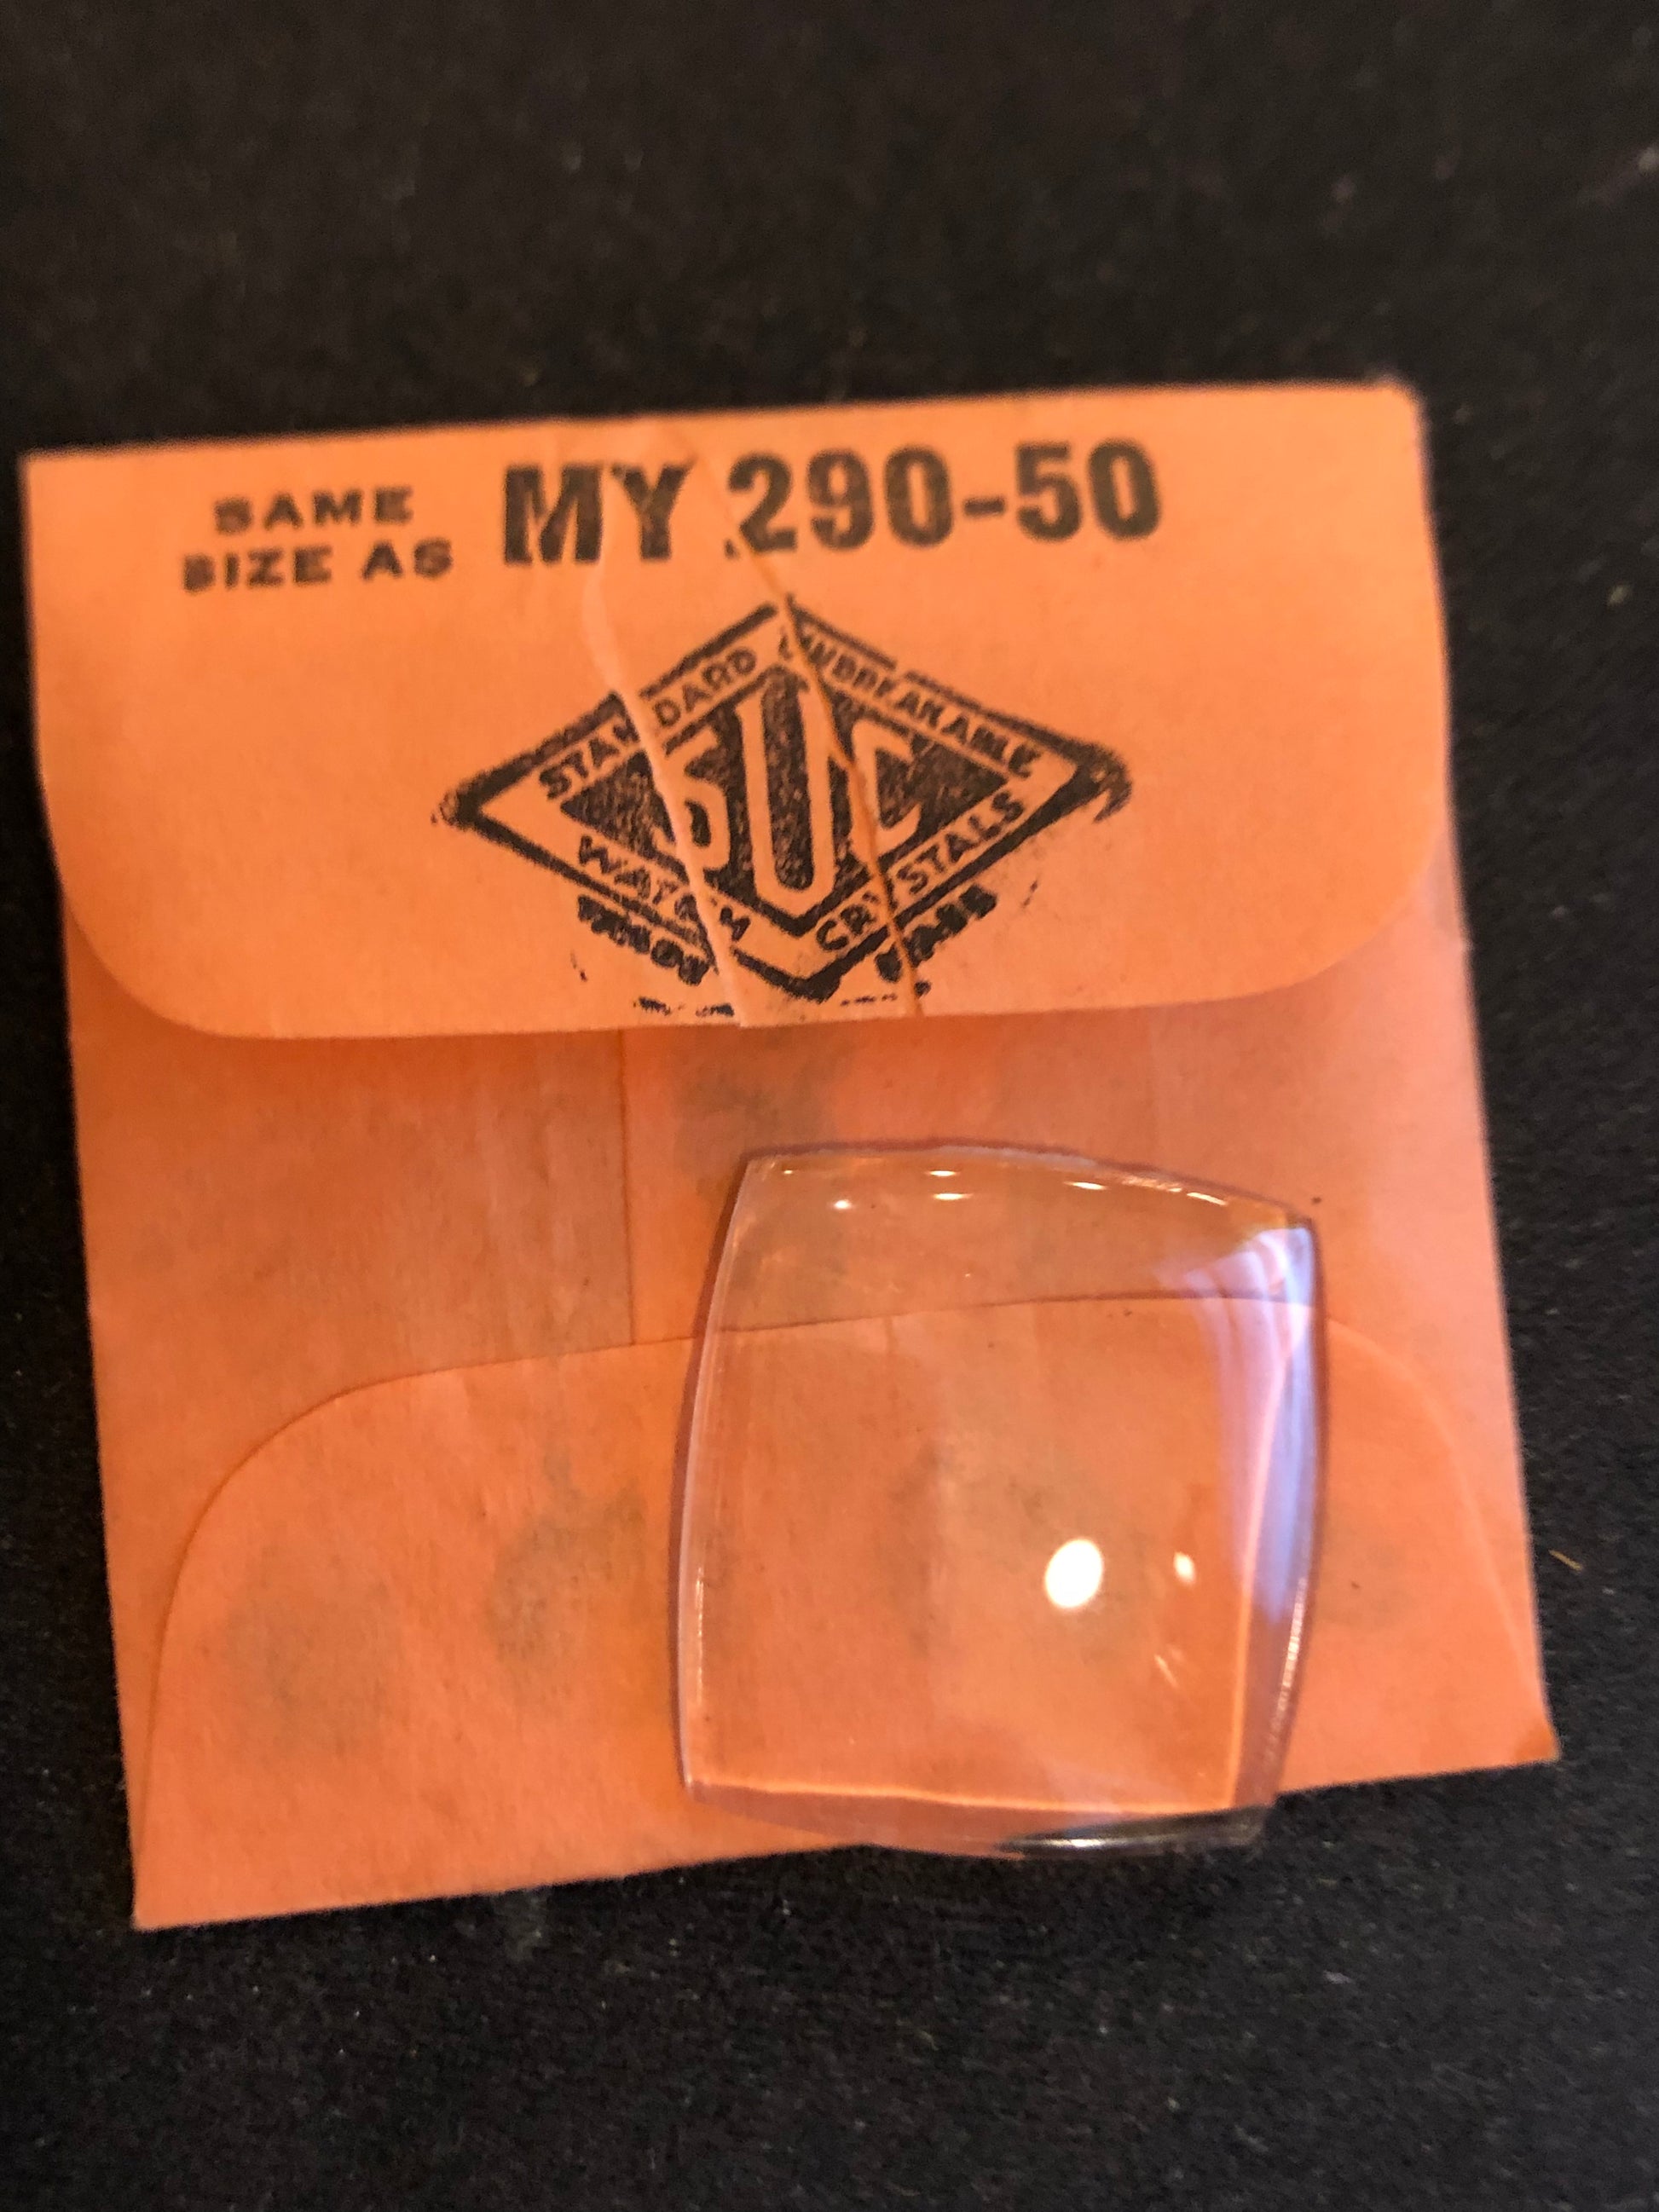 SAME
SIZE AS MY 290-50
STANDARD UNBREAKABLE
SUC
WATCH CRYSTALS